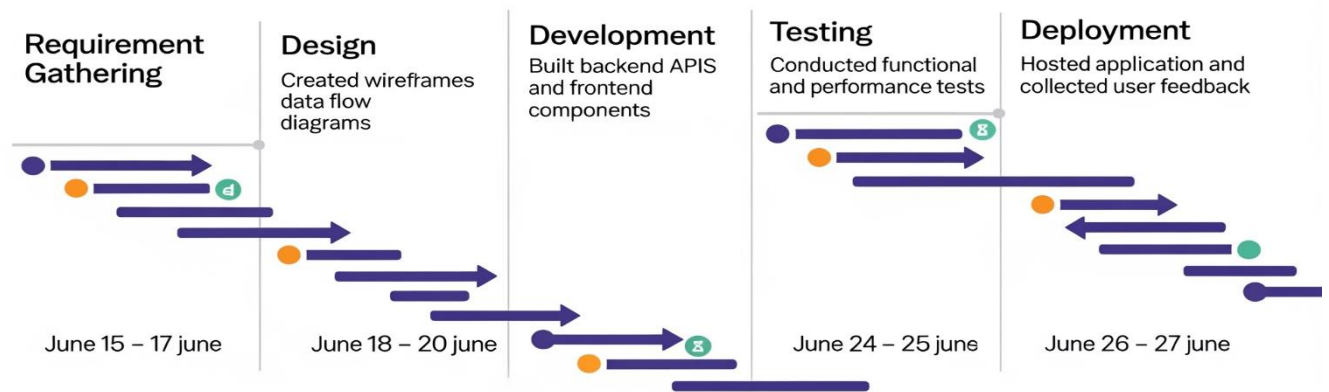 Requirement
Gathering
Design
Created wireframes
data flow
diagrams
Development
Built backend APIS
and frontend
components
Testing
Conducted functional
and performance tests
Deployment
Hosted application and
collected user feedback
June 15 – 17 june
June 18 – 20 june
June 24 – 25 june
June 26 – 27 june